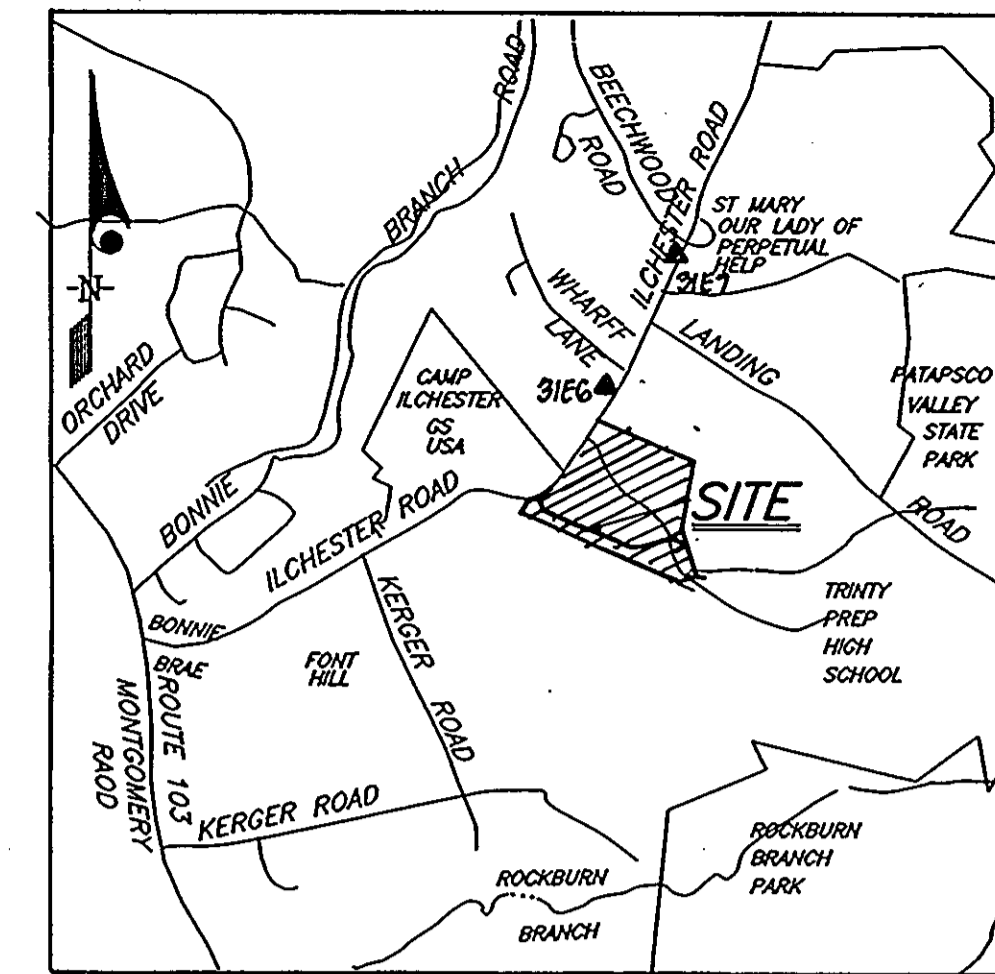 ROAD
BRANCH
BEECHWOOD
ROAD
ILCHESTER ROAD
ST MARY
OUR LADY OF
PERPETUAL
HELP
31E7
N
WHARFF
LANE
LANDING
ROAD
ORCHARD
DRIVE
CAMP
ILCHESTER
GS
USA
31E6
PATAPSCO
VALLEY
STATE
PARK
SITE
BONNIE
ILCHESTER ROAD
KERGER
ROAD
TRINTY
PREP
HIGH
SCHOOL
BONNIE
BRAE
FONT
HILL
ROUTE 103
MONTGOMERY
RAOD
KERGER ROAD
ROCKBURN
BRANCH
PARK
ROCKBURN
BRANCH